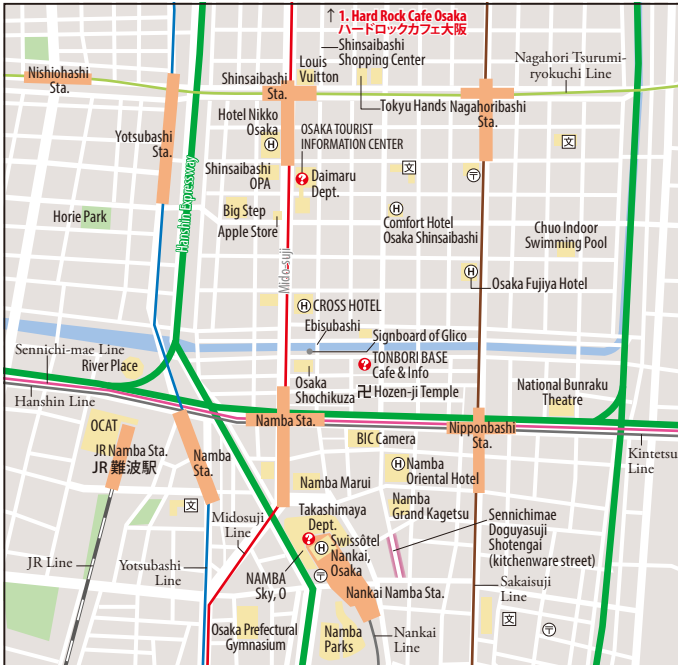 ↑ 1. Hard Rock Cafe Osaka
ハードロックカフェ大阪
Shinsaibashi
Shopping Center
Louis
Vuitton
Nagahori Tsurumi-
ryokuchi Line
Nishiohashi
Sta.
Shinsaibashi
Sta.
Tokyu Hands
Nagahoribashi
Sta.
Yotsubashi
Sta.
Hotel Nikko
Osaka
H
OSAKA TOURIST
INFORMATION CENTER
文
文
〒
Shinsaibashi
OPA
?
Daimaru
Dept.
Hanshin Expressway
Horie Park
Big Step
Apple Store
H
Comfort Hotel
Osaka Shinsaibashi
Chuo Indoor
Swimming Pool
Mido-suji
H
Osaka Fujiya Hotel
H
CROSS HOTEL
Ebisubashi
Signboard of Glico
Sennichi-mae Line
River Place
?
TONBORI BASE
Cafe & Info
Hanshin Line
Osaka
Shochikuza
卍 Hozen-ji Temple
National Bunraku
Theatre
OCAT
Namba Sta.
Nipponbashi
Sta.
BIC Camera
Kintetsu
Line
JR Namba Sta.
JR 難波駅
Namba
Sta.
H
Namba
Oriental Hotel
Namba Marui
文
Namba
Grand Kagetsu
Midosuji
Line
Takashimaya
Dept.
Sennichimae
Doguyasuji
Shotengai
(kitchenware street)
?
H
Swissôtel
Nankai,
Osaka
JR Line
Yotsubashi
Line
NAMBA
Sky, O
〒
Nankai Namba Sta.
Sakaisuji
Line
Osaka Prefectural
Gymnasium
Namba
Parks
Nankai
Line
文
〒